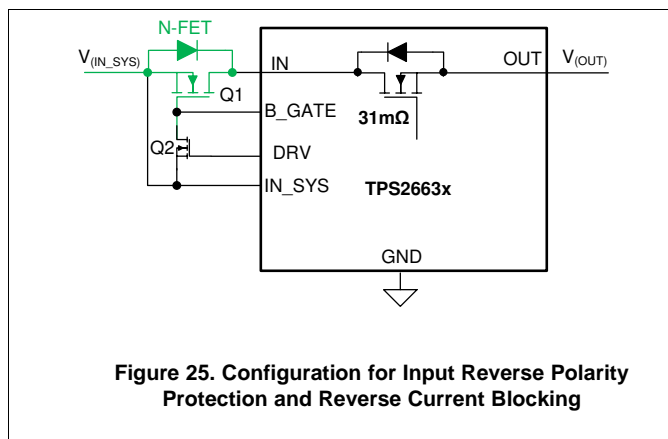 N-FET
V(IN_SYS)
IN
OUT
V(OUT)
Q1
B_GATE
31mΩ
Q2
DRV
IN_SYS
TPS2663x
GND
Figure 25. Configuration for Input Reverse Polarity
Protection and Reverse Current Blocking